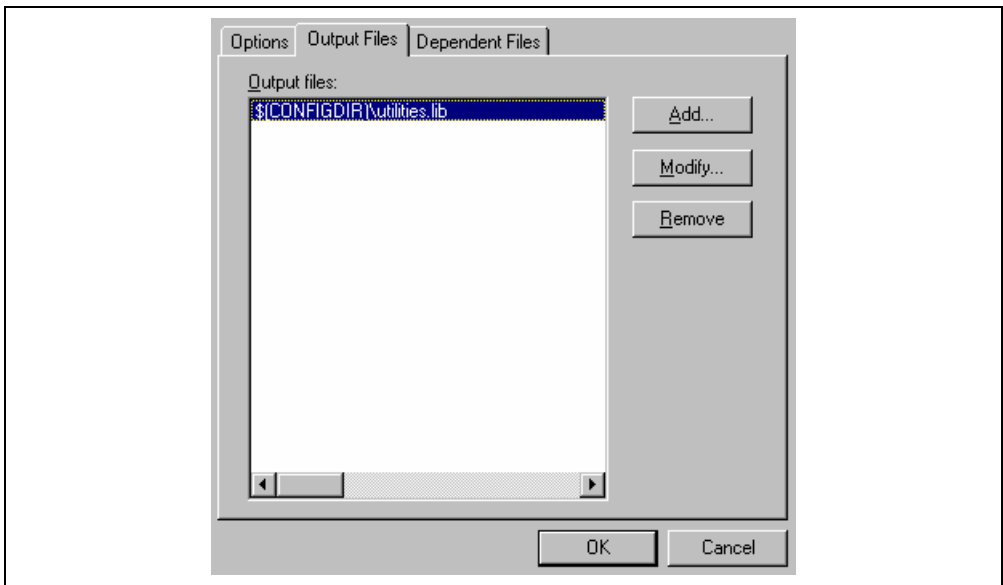 Options Output Files Dependent Files
Output files:
$(CONFIGDIR)\utilities.lib
Add...
Modify...
Remove
OK Cancel